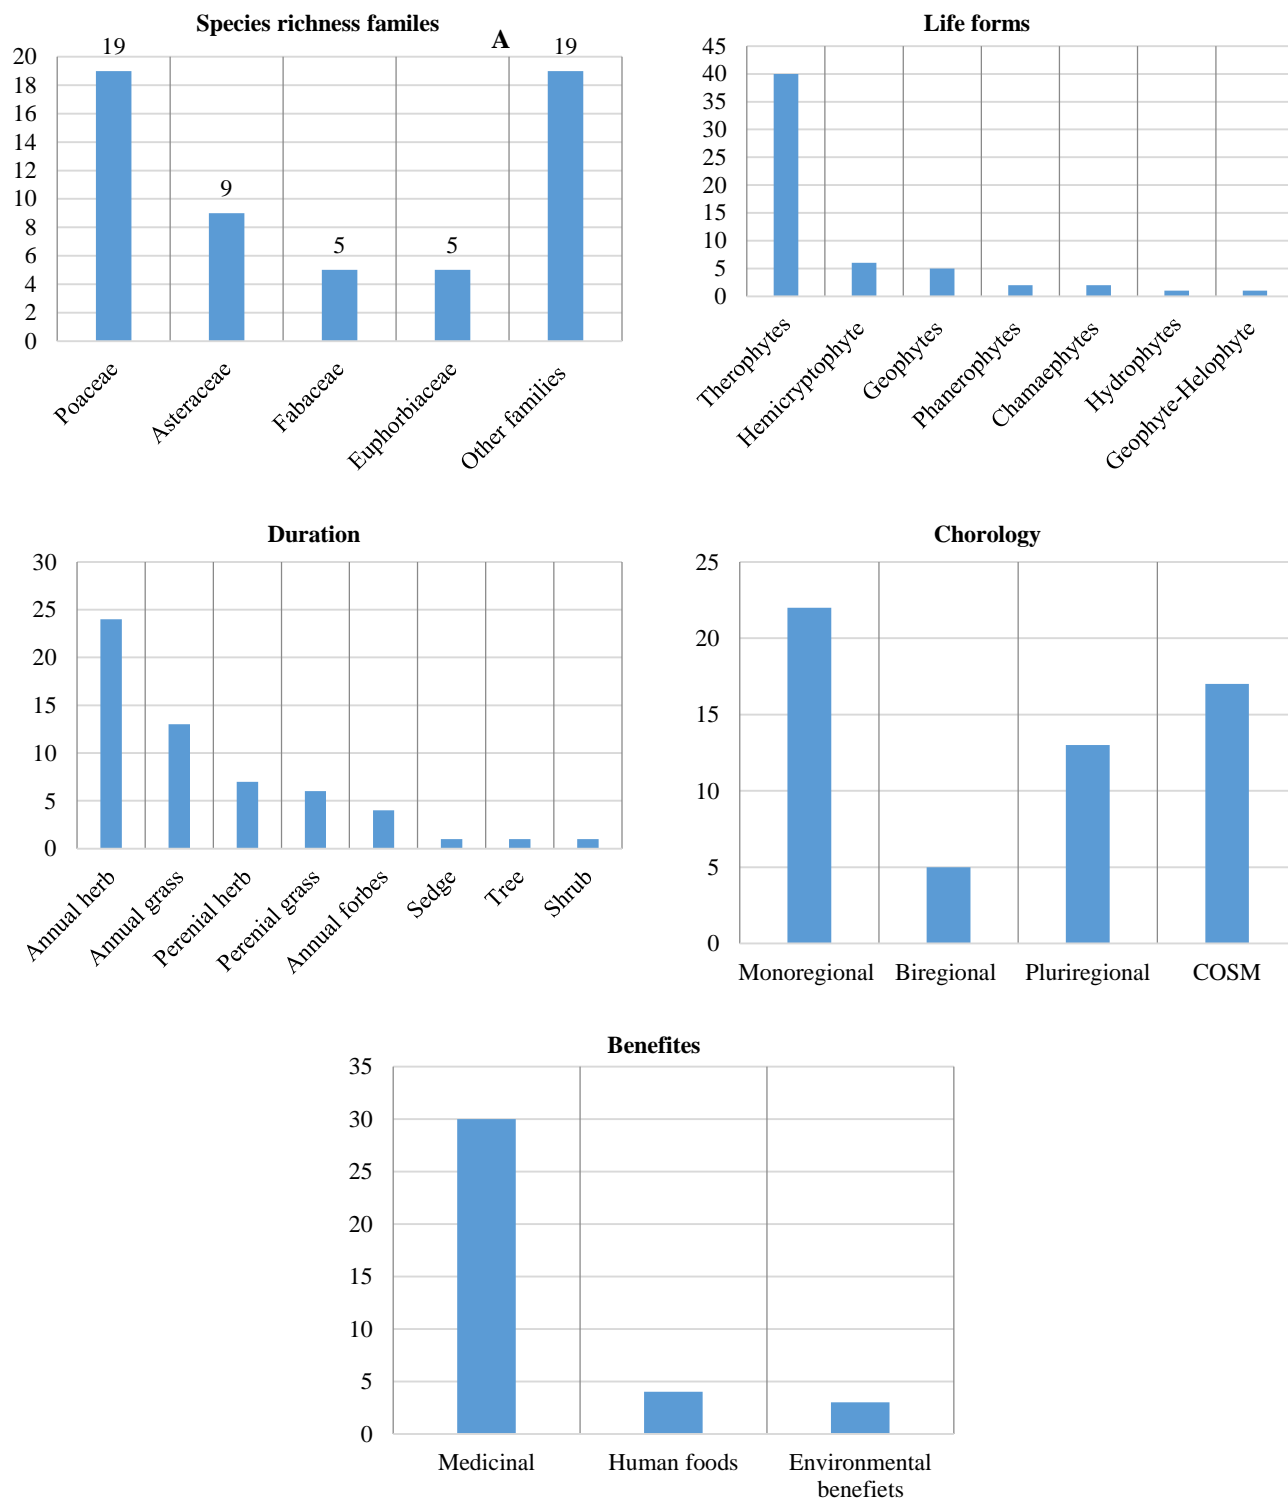 Species richness familes
A
19
9
5
5
19
20
18
16
14
12
10
8
6
4
2
0
Poaceae
Asteraceae
Fabaceae
Euphorbiaceae
Other families
Life forms
45
40
35
30
25
20
15
10
5
0
Therophytes
Hemicryptophyte
Geophytes
Phanerophytes
Chamaephytes
Hydrophytes
Geophyte-Helophyte
Duration
30
25
20
15
10
5
0
Annual herb
Annual grass
Perenial herb
Perenial grass
Annual forbes
Sedge
Tree
Shrub
Chorology
25
20
15
10
5
0
Monoregional
Biregional
Pluriregional
COSM
Benefites
35
30
25
20
15
10
5
0
Medicinal
Human foods
Environmental
benefiets